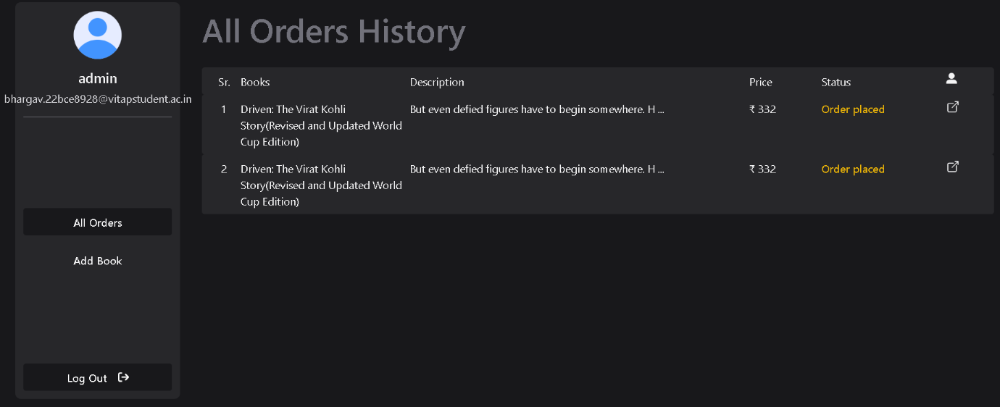 admin
bhargav.22bce8928@vitapstudent.ac.in
All Orders
Add Book
Log Out
All Orders History
Sr. Books Description Price Status
1 Driven: The Virat Kohli But even defied figures have to begin somewhere. H ... ₹ 332 Order placed
Story(Revised and Updated World
Cup Edition)
2 Driven: The Virat Kohli But even defied figures have to begin somewhere. H ... ₹ 332 Order placed
Story(Revised and Updated World
Cup Edition)